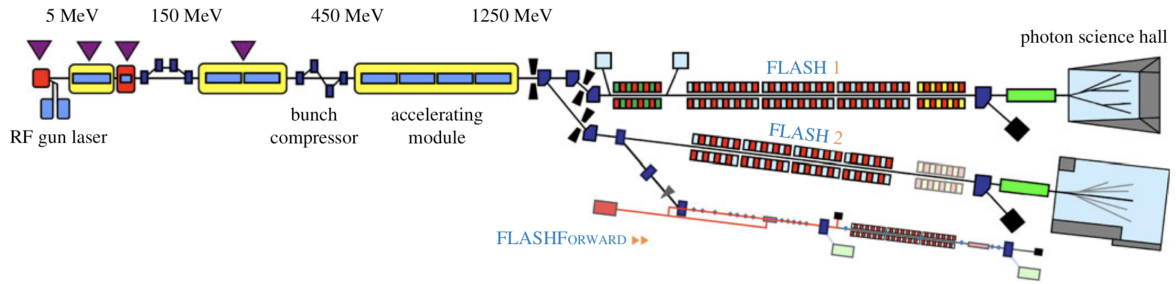 5 MeV
150 MeV
450 MeV
1250 MeV
photon science hall
FLASH 1
RF gun laser
bunch
compressor
accelerating
module
FLASH 2
FLASHFORWARD ▶▶